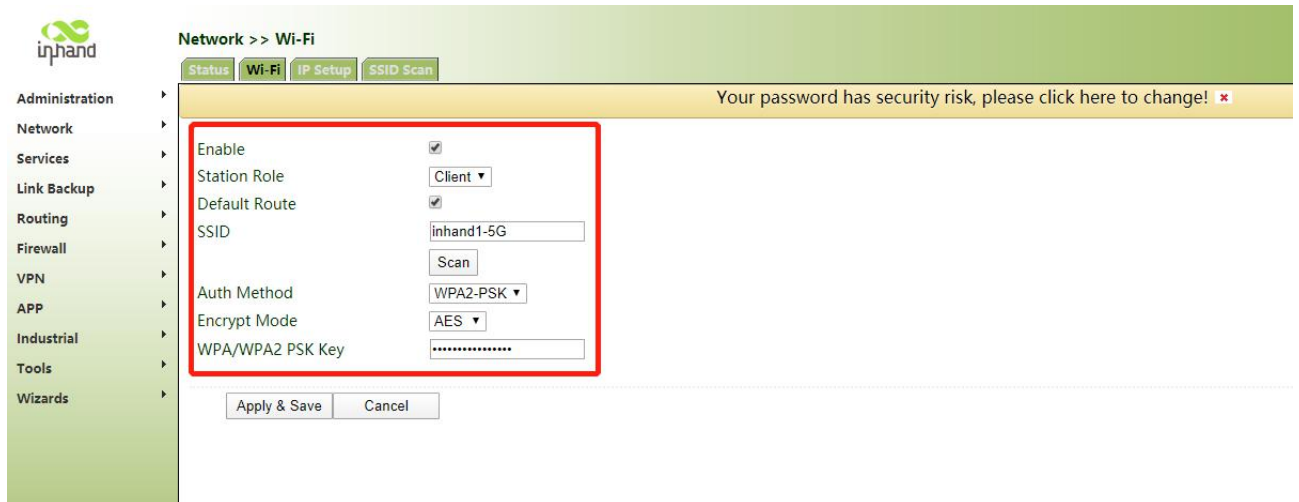 inhand
Network >> Wi-Fi
Status Wi-Fi IP Setup SSID Scan
Your password has security risk, please click here to change! x
Administration
Network
Services
Link Backup
Routing
Firewall
VPN
APP
Industrial
Tools
Wizards
Enable
Station Role Client
Default Route
SSID inhand1-5G
Scan
Auth Method WPA2-PSK
Encrypt Mode AES
WPA/WPA2 PSK Key ••••••••••••••••
Apply & Save Cancel